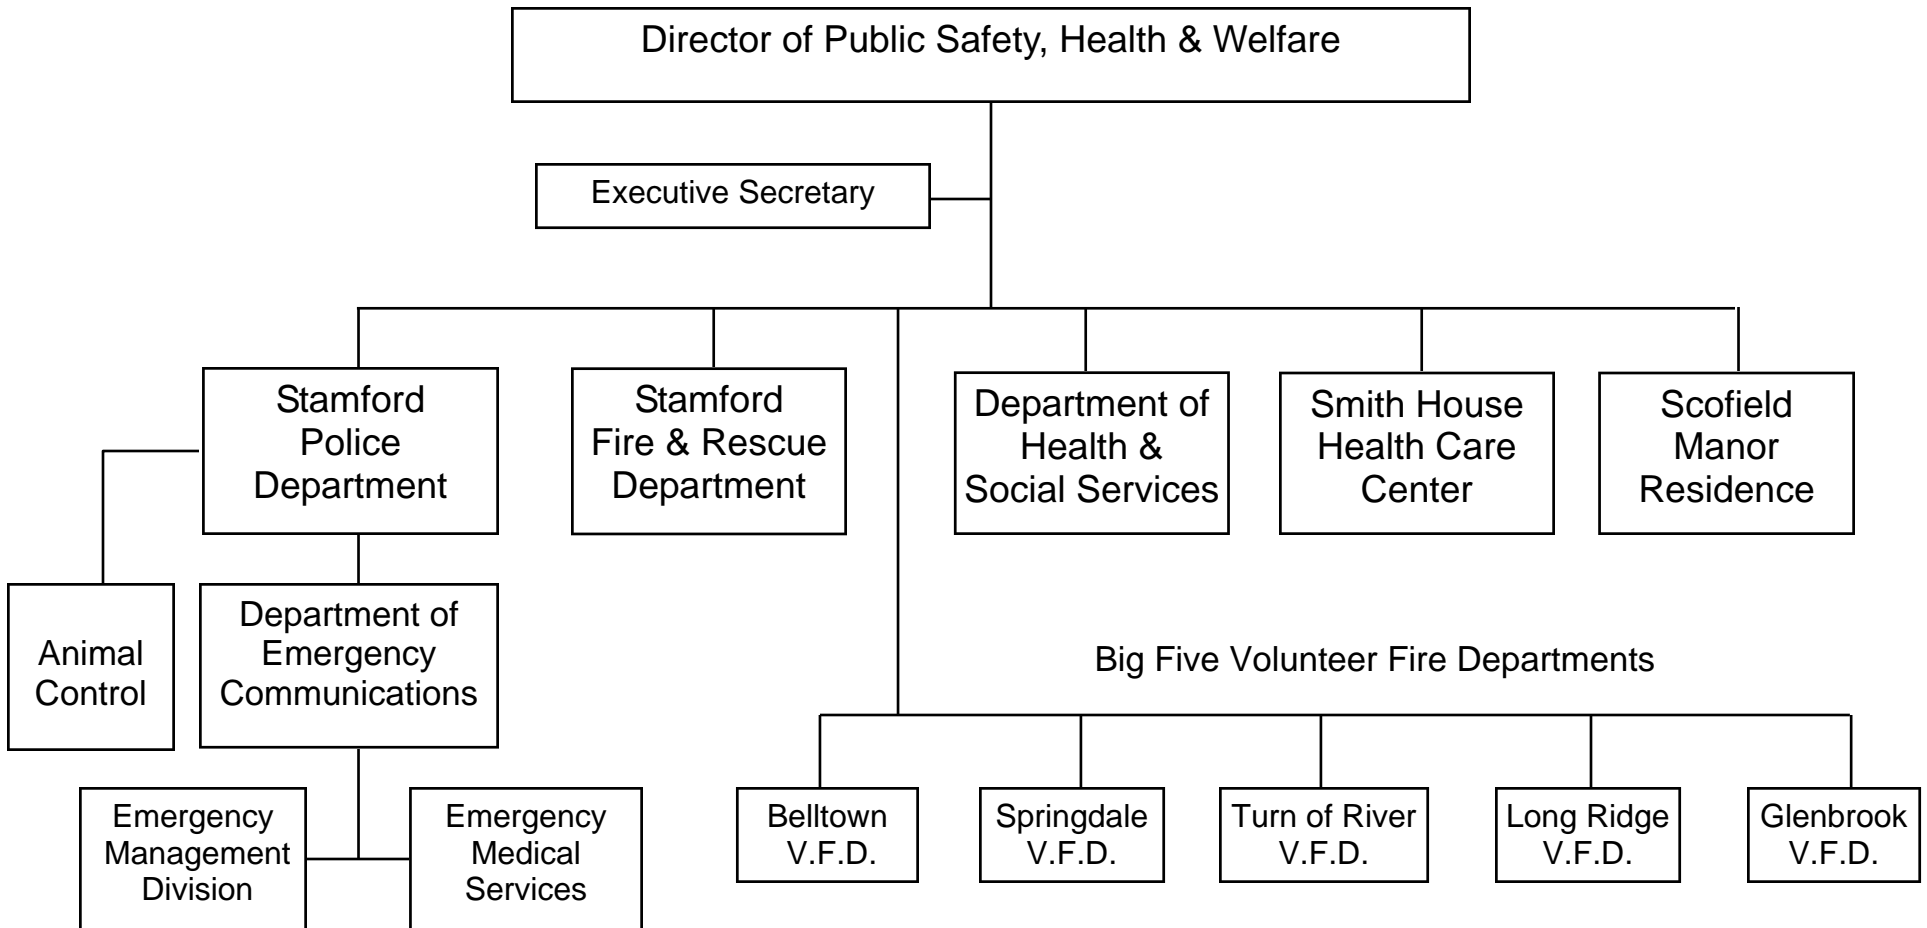 Director of Public Safety, Health & Welfare
Executive Secretary
Stamford
Police
Department
Stamford
Fire & Rescue
Department
Department of
Health &
Social Services
Smith House
Health Care
Center
Scofield
Manor
Residence
Animal
Control
Department of
Emergency
Communications
Big Five Volunteer Fire Departments
Emergency
Management
Division
Emergency
Medical
Services
Belltown
V.F.D.
Springdale
V.F.D.
Turn of River
V.F.D.
Long Ridge
V.F.D.
Glenbrook
V.F.D.